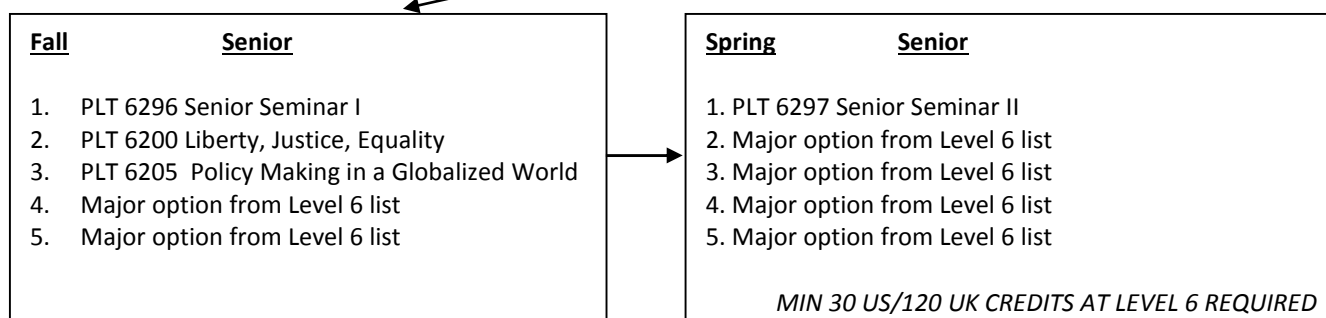 Fall Senior
1. PLT 6296 Senior Seminar I
2. PLT 6200 Liberty, Justice, Equality
3. PLT 6205 Policy Making in a Globalized World
4. Major option from Level 6 list
5. Major option from Level 6 list
Spring Senior
1. PLT 6297 Senior Seminar II
2. Major option from Level 6 list
3. Major option from Level 6 list
4. Major option from Level 6 list
5. Major option from Level 6 list
MIN 30 US/120 UK CREDITS AT LEVEL 6 REQUIRED